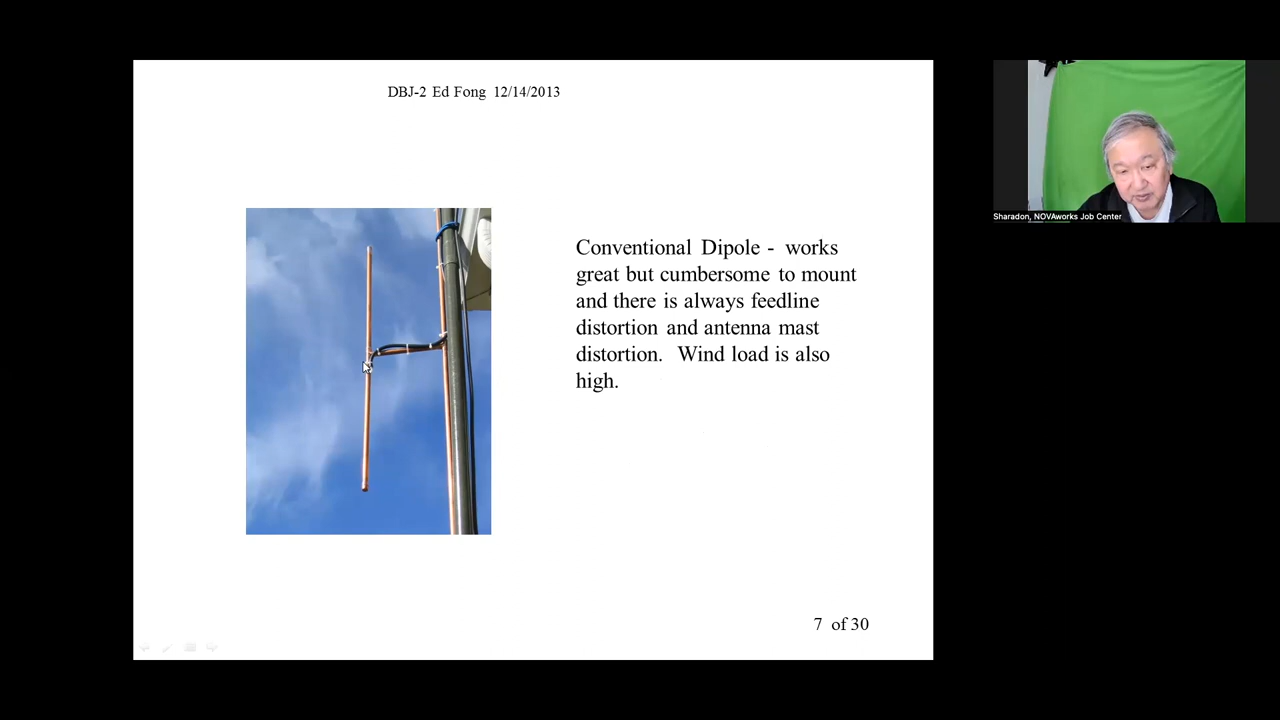 DBJ-2 Ed Fong 12/14/2013
Conventional Dipole - works
great but cumbersome to mount
and there is always feedline
distortion and antenna mast
distortion. Wind load is also
high.
7 of 30
Sharadon, NOVAworks Job Center